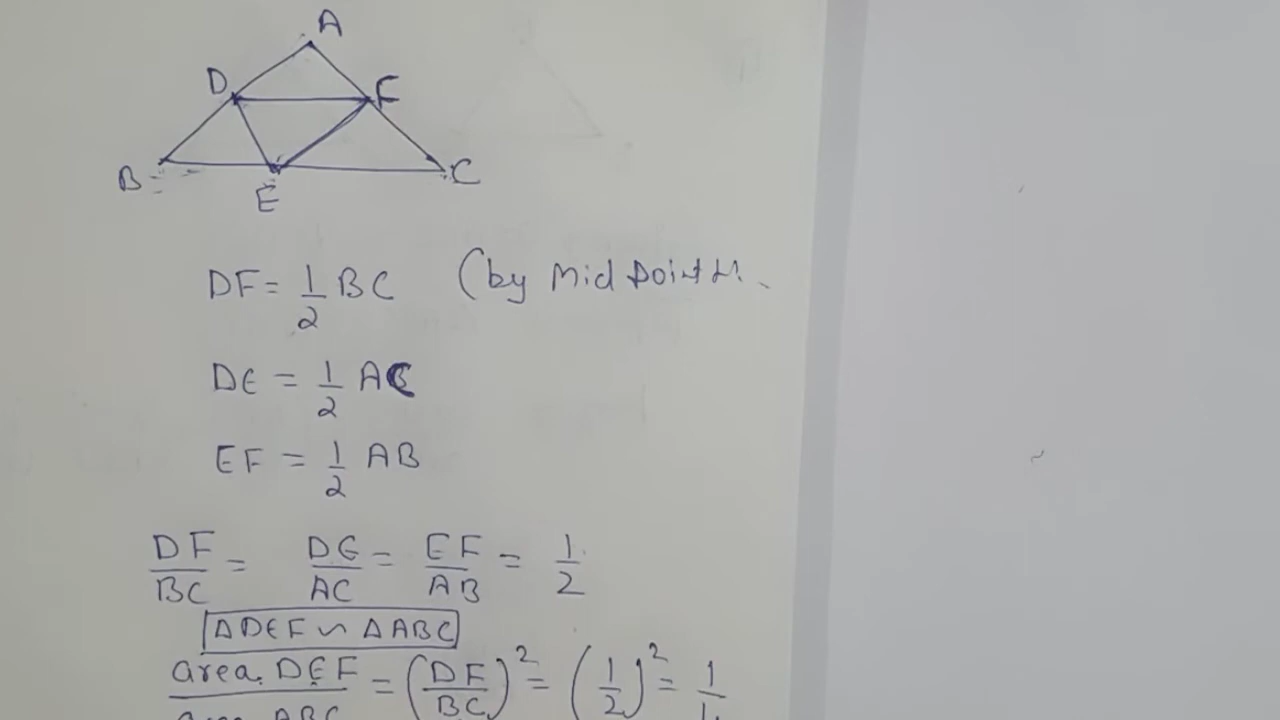 A
D F
B E C
DF = 1/2 BC (by Mid point
DE = 1/2 AC
EF = 1/2 AB
DF/BC = DE/AC = EF/AB = 1/2
ΔDEF ∽ ΔABC
area. DEF/ ABC = (DF/BC)² = (1/2)² = 1/